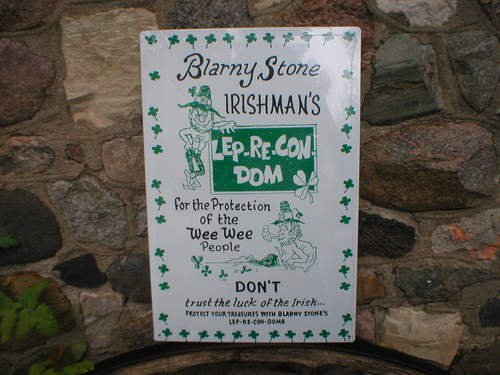 Blarny Stone
IRISHMAN'S
LEP-RE-CON-
DOM
for the Protection
of the
Wee Wee
People
DON'T
trust the luck of the Irish...
PROTECT YOUR TREASURES WITH BLARNY STONE'S
LEP-RE-CON-DOMS